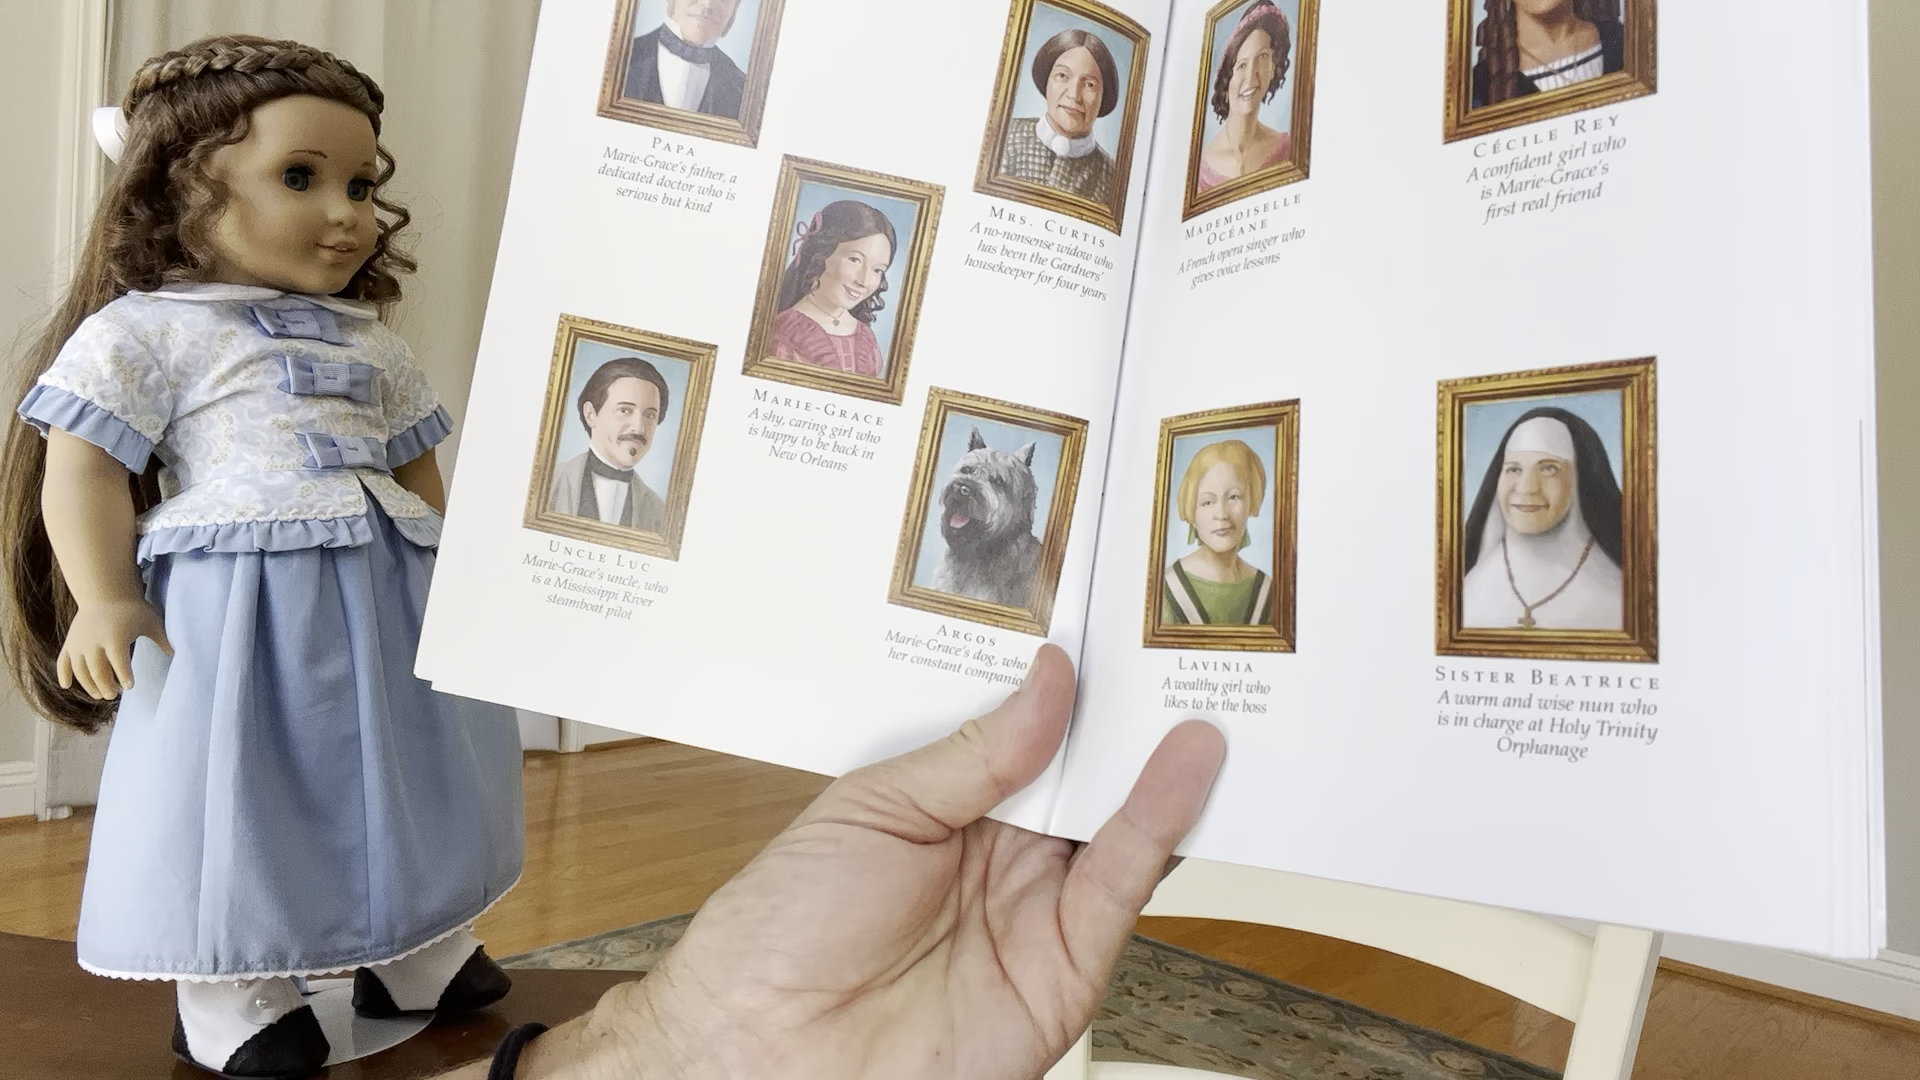 PAPA
Marie-Grace's father, a
dedicated doctor who is
serious but kind
MRS. CURTIS
A no-nonsense widow who
has been the Gardners'
housekeeper for four years
MARIE-GRACE
A shy, caring girl who
is happy to be back in
New Orleans
UNCLE LUC
Marie-Grace's uncle, who
is a Mississippi River
steamboat pilot
ARGOS
Marie-Grace's dog, who
her constant companio
MADEMOISELLE
OCÉANE
A French opera singer who
gives voice lessons
CÉCILE REY
A confident girl who
is Marie-Grace's
first real friend
LAVINIA
A wealthy girl who
likes to be the boss
SISTER BEATRICE
A warm and wise nun who
is in charge at Holy Trinity
Orphanage